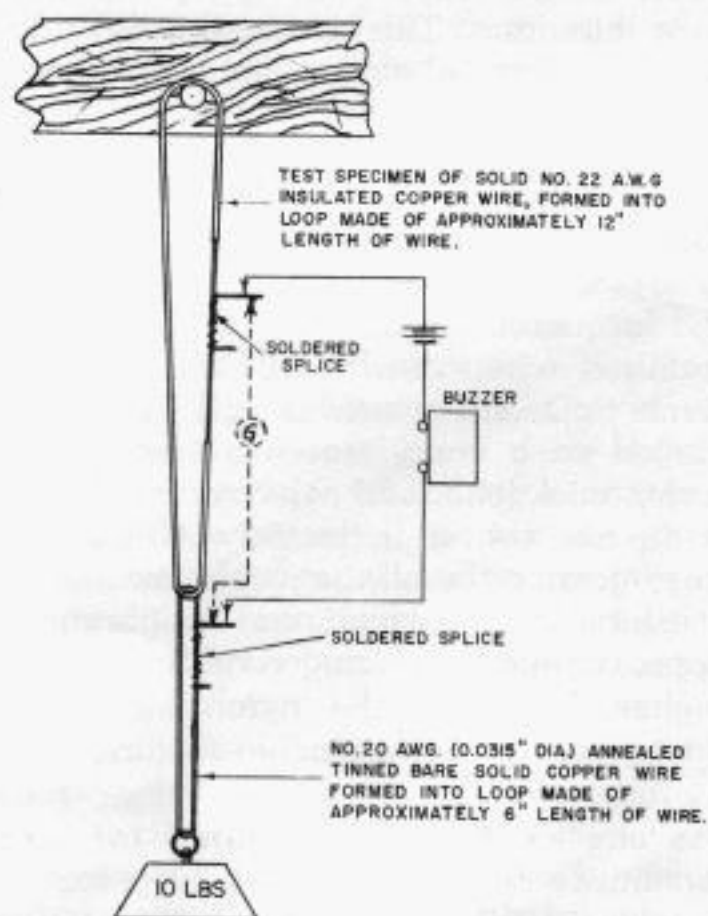 TEST SPECIMEN OF SOLID NO. 22 A.W.G
INSULATED COPPER WIRE, FORMED INTO
LOOP MADE OF APPROXIMATELY 12"
LENGTH OF WIRE.
SOLDERED
SPLICE
BUZZER
G
SOLDERED SPLICE
NO. 20 AWG. (0.0315" DIA.) ANNEALED
TINNED BARE SOLID COPPER WIRE
FORMED INTO LOOP MADE OF
APPROXIMATELY 6" LENGTH OF WIRE.
10 LBS